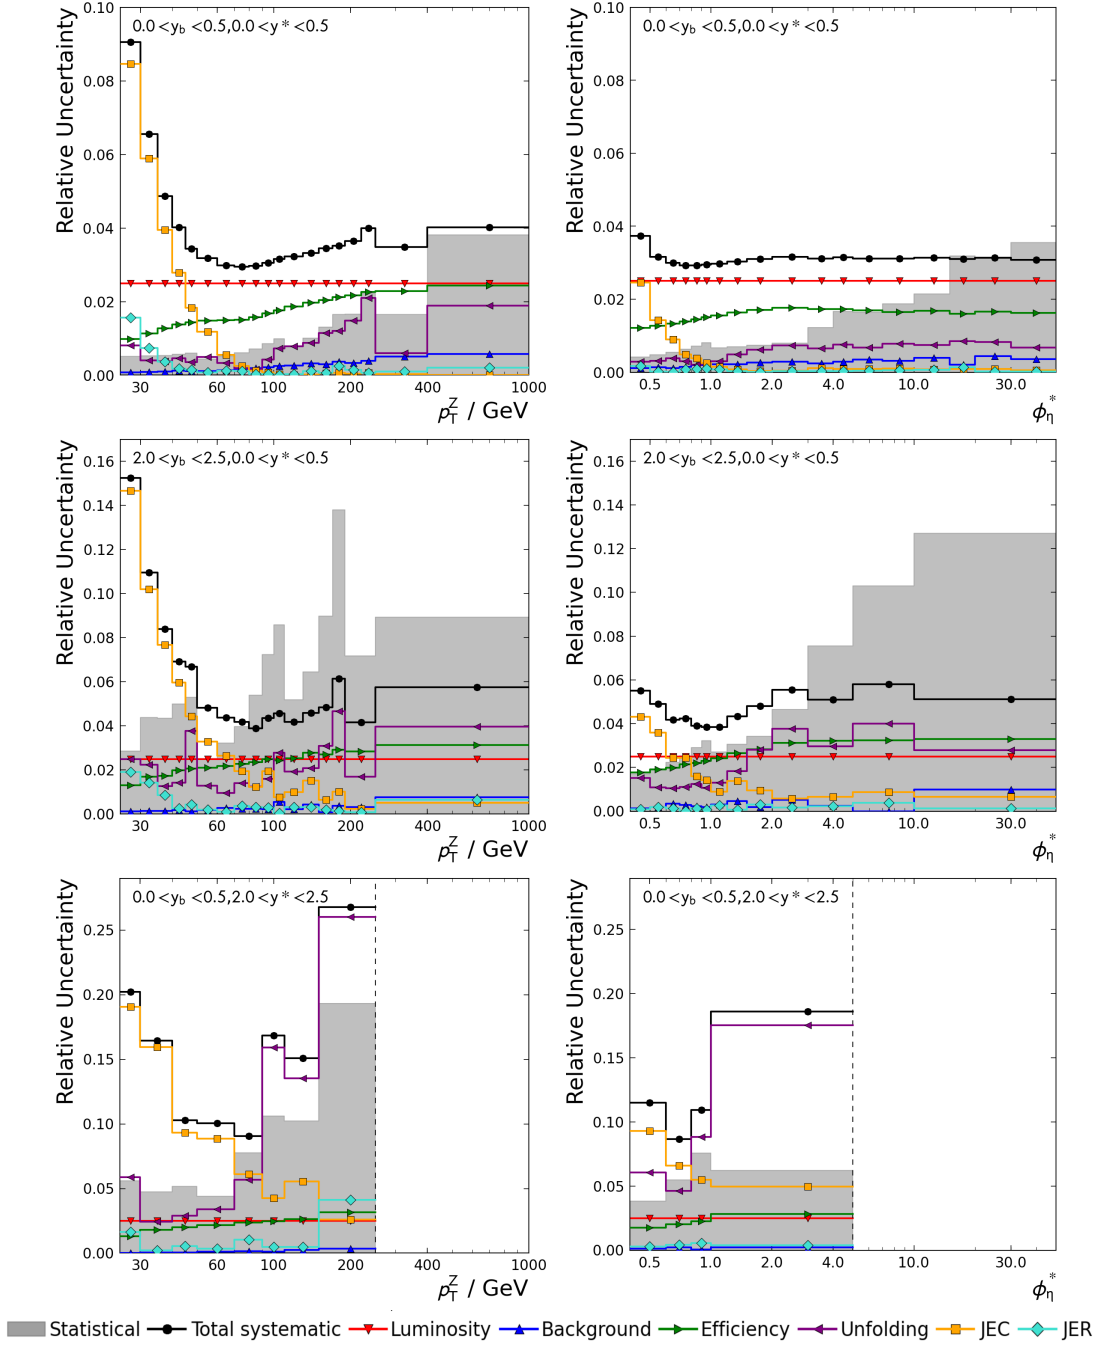 0.10
0.08
0.06
0.04
0.02
0.00
Relative Uncertainty
0.0 < y_b < 0.5, 0.0 < y* < 0.5
30 60 100 200 400 1000
p_T^Z / GeV
0.10
0.08
0.06
0.04
0.02
0.00
Relative Uncertainty
0.0 < y_b < 0.5, 0.0 < y* < 0.5
0.5 1.0 2.0 4.0 10.0 30.0
ϕ_η^*
0.16
0.14
0.12
0.10
0.08
0.06
0.04
0.02
0.00
Relative Uncertainty
2.0 < y_b < 2.5, 0.0 < y* < 0.5
30 60 100 200 400 1000
p_T^Z / GeV
0.16
0.14
0.12
0.10
0.08
0.06
0.04
0.02
0.00
Relative Uncertainty
2.0 < y_b < 2.5, 0.0 < y* < 0.5
0.5 1.0 2.0 4.0 10.0 30.0
ϕ_η^*
0.25
0.20
0.15
0.10
0.05
0.00
Relative Uncertainty
0.0 < y_b < 0.5, 2.0 < y* < 2.5
30 60 100 200 400 1000
p_T^Z / GeV
0.25
0.20
0.15
0.10
0.05
0.00
Relative Uncertainty
0.0 < y_b < 0.5, 2.0 < y* < 2.5
0.5 1.0 2.0 4.0 10.0 30.0
ϕ_η^*
Statistical Total systematic Luminosity Background Efficiency Unfolding JEC JER